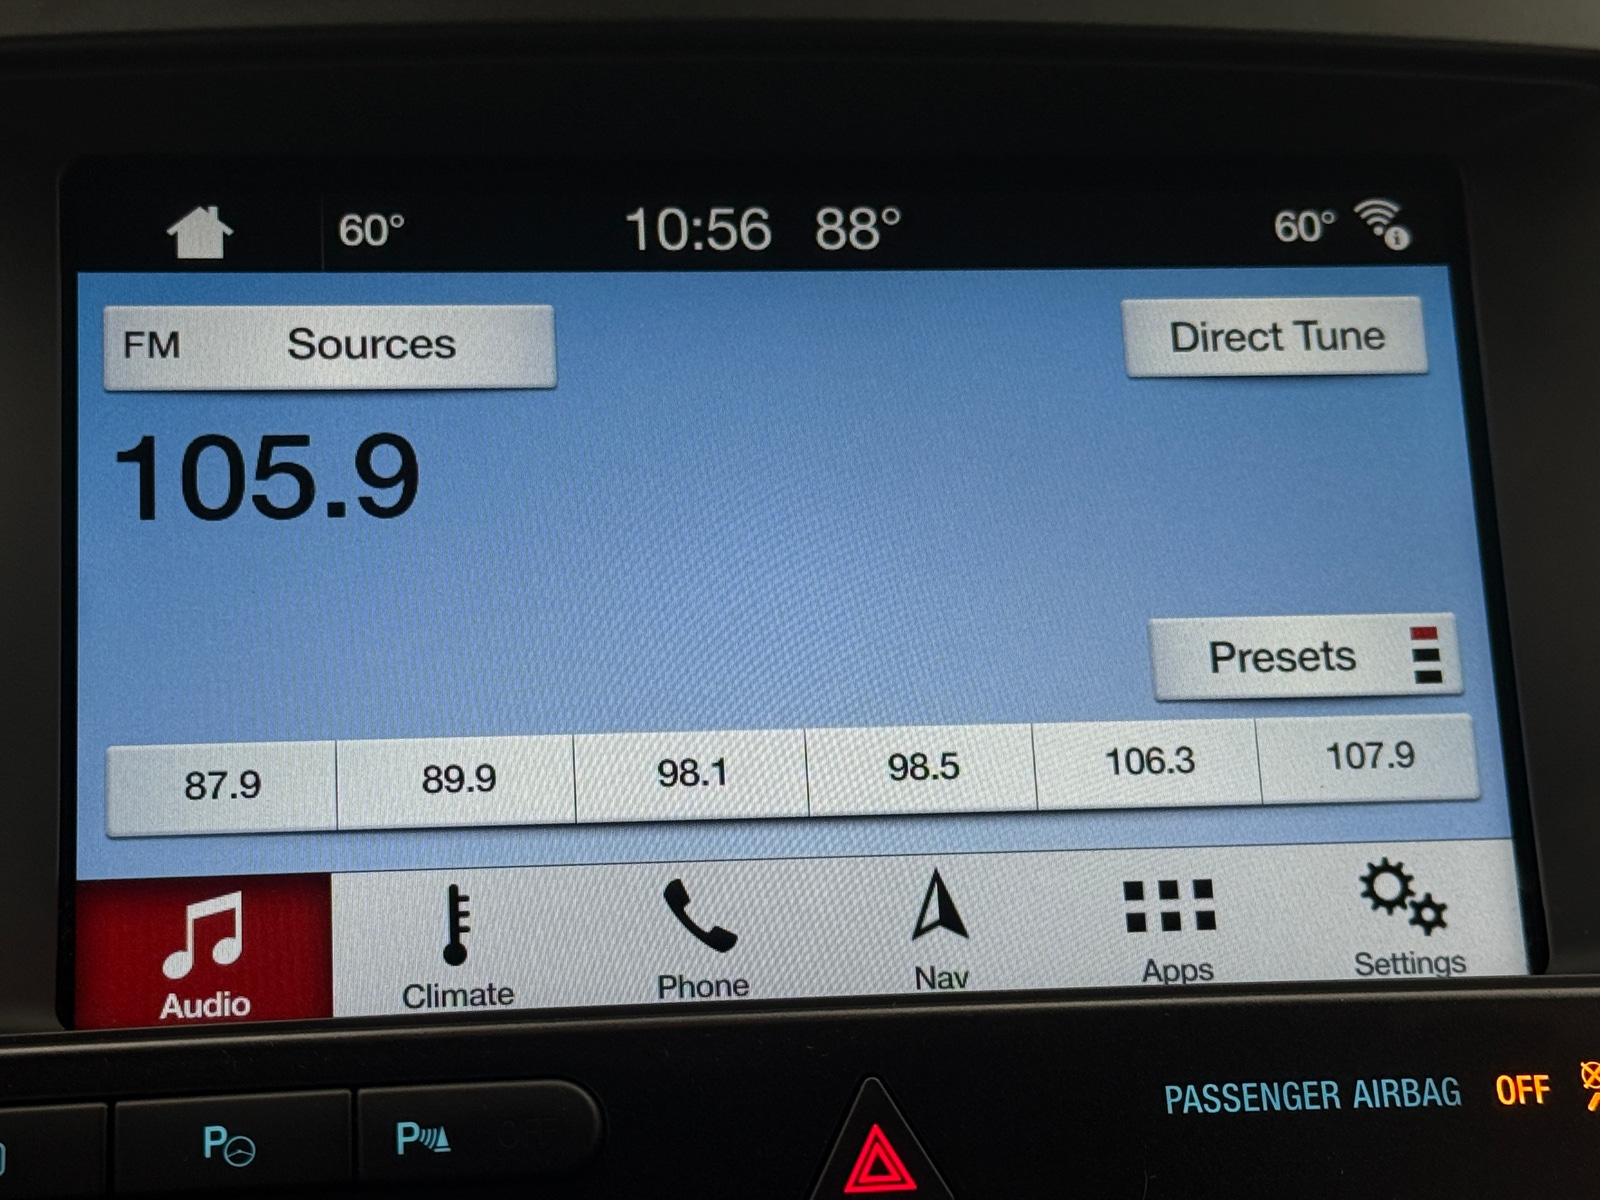 60° 10:56 88° 60°
FM Sources
Direct Tune
105.9
Presets
87.9 89.9 98.1 98.5 106.3 107.9
Audio Climate Phone Nav Apps Settings
PASSENGER AIRBAG OFF
P P OFF